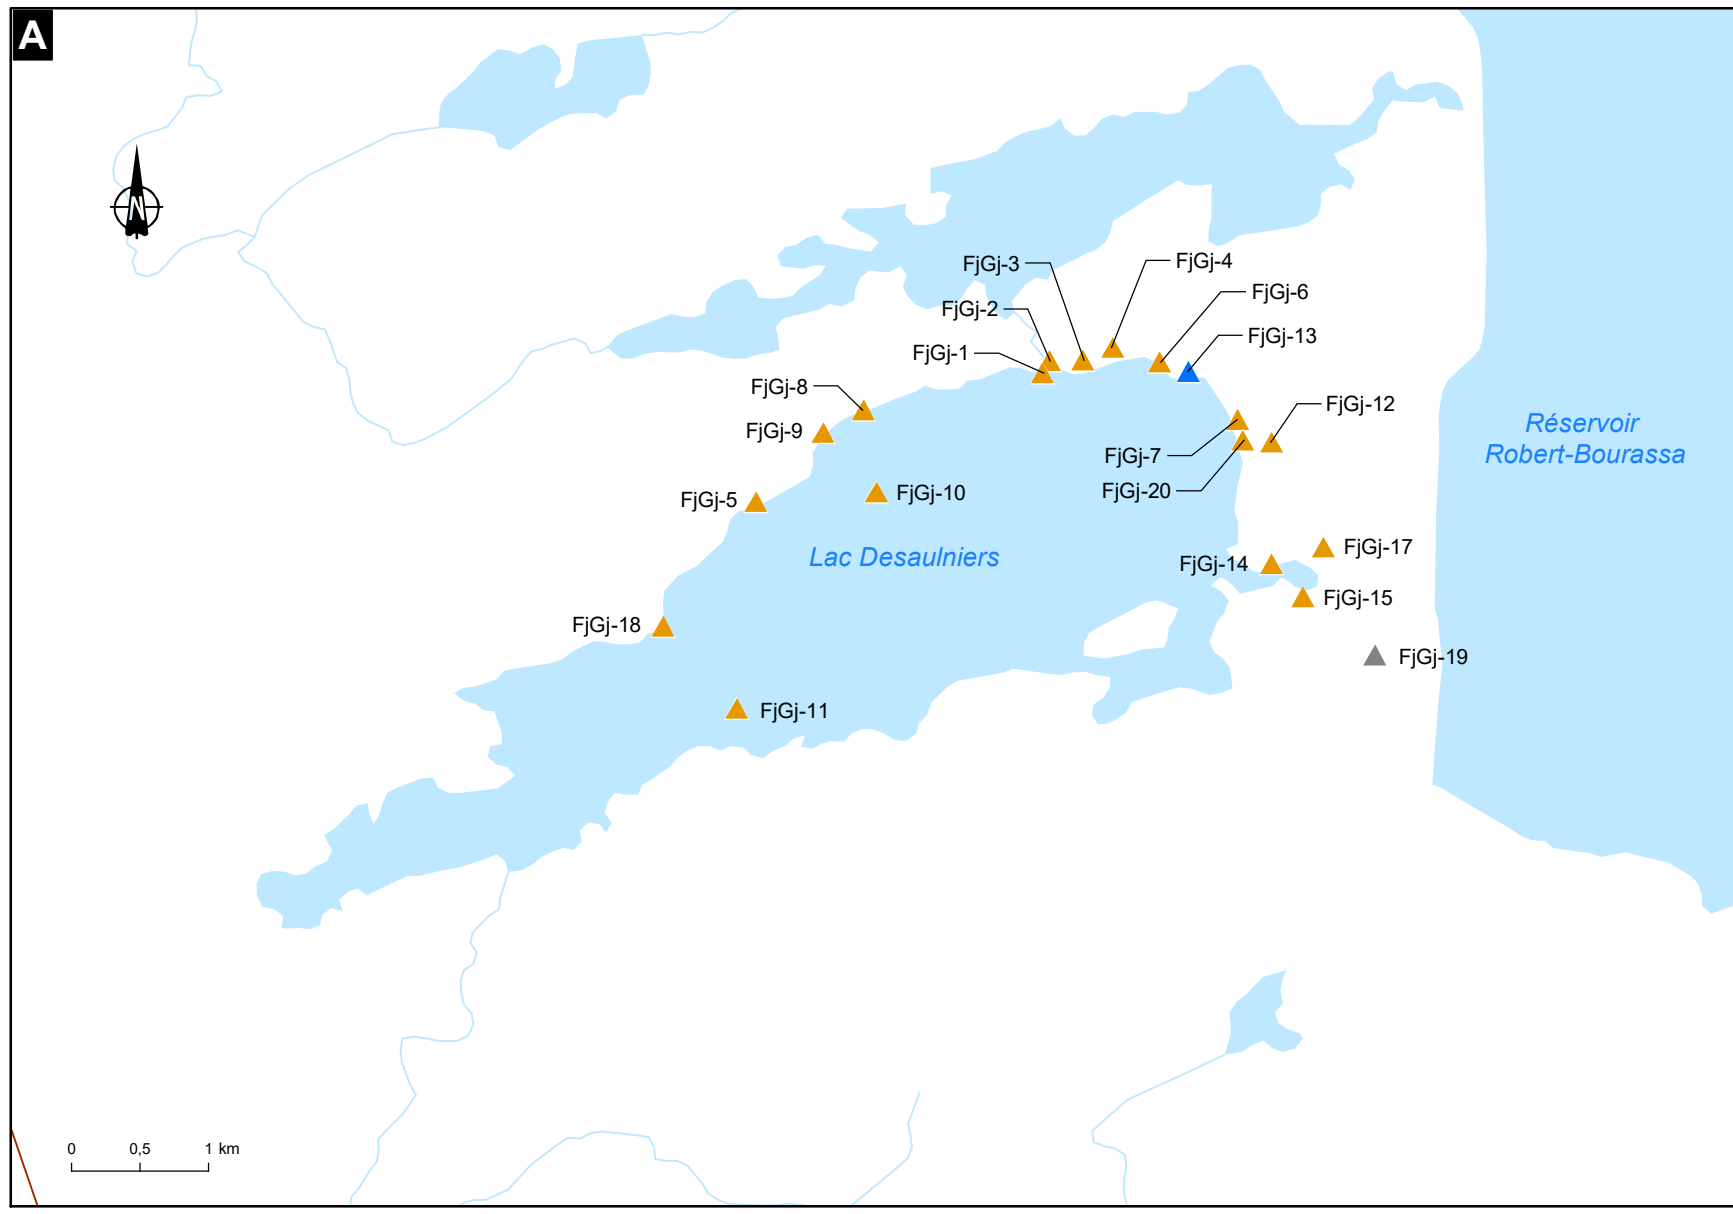 A
N
FjGj-3
FjGj-4
FjGj-6
FjGj-2
FjGj-13
FjGj-1
FjGj-8
FjGj-12
FjGj-9
Réservoir
Robert-Bourassa
FjGj-7
FjGj-20
FjGj-10
FjGj-5
Lac Desaulniers
FjGj-17
FjGj-14
FjGj-15
FjGj-18
FjGj-19
FjGj-11
0 0,5 1 km